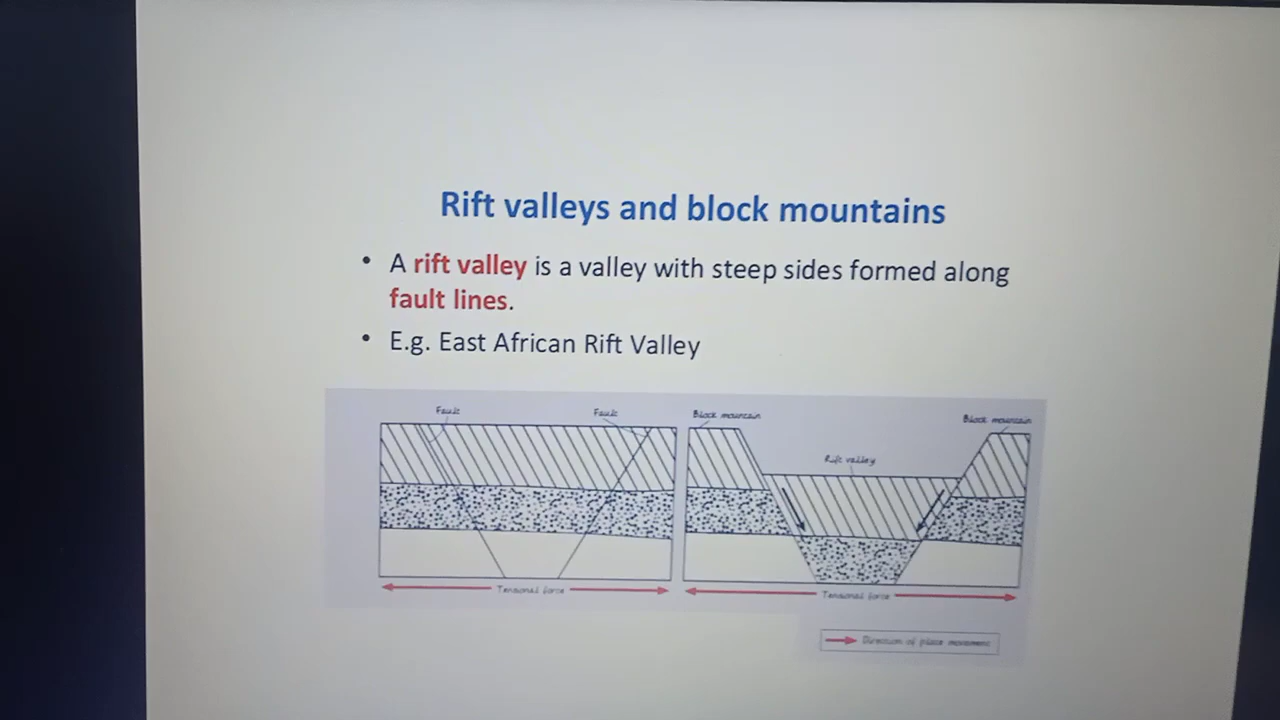 Rift valleys and block mountains
• A rift valley is a valley with steep sides formed along
fault lines.
• E.g. East African Rift Valley
Fault
Fault
Block mountain
Block mountain
Rift valley
Tensional force
Tensional force
Direction of plate movement